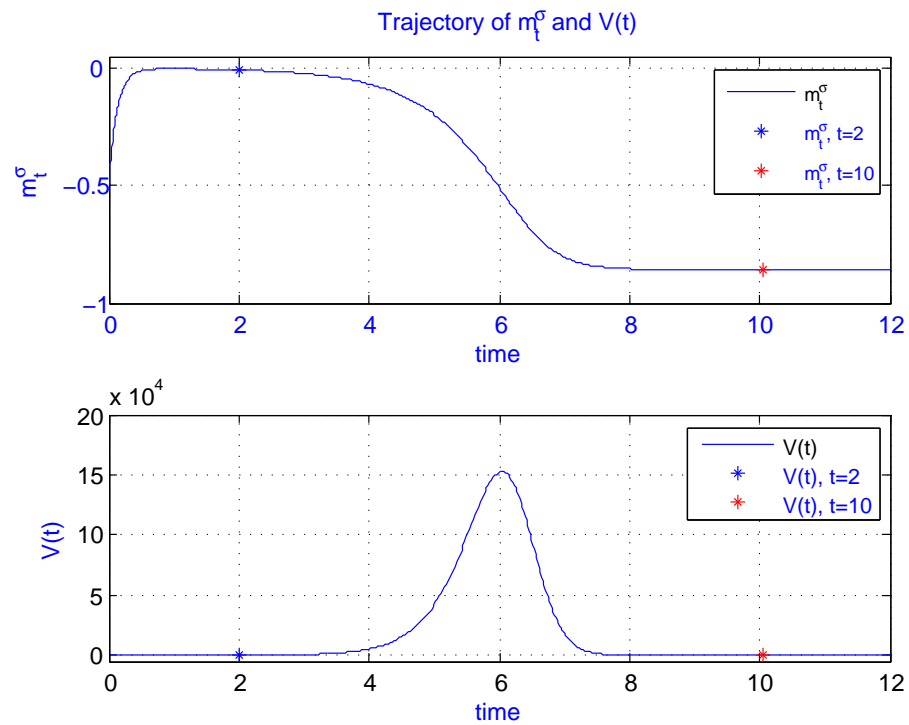 Trajectory of m_t^σ and V(t)
0
−0.5
−1
m_t^σ
m_t^σ
m_t^σ, t=2
m_t^σ, t=10
0 2 4 6 8 10 12
time
x 10^4
20
15
10
5
0
V(t)
V(t)
V(t), t=2
V(t), t=10
0 2 4 6 8 10 12
time